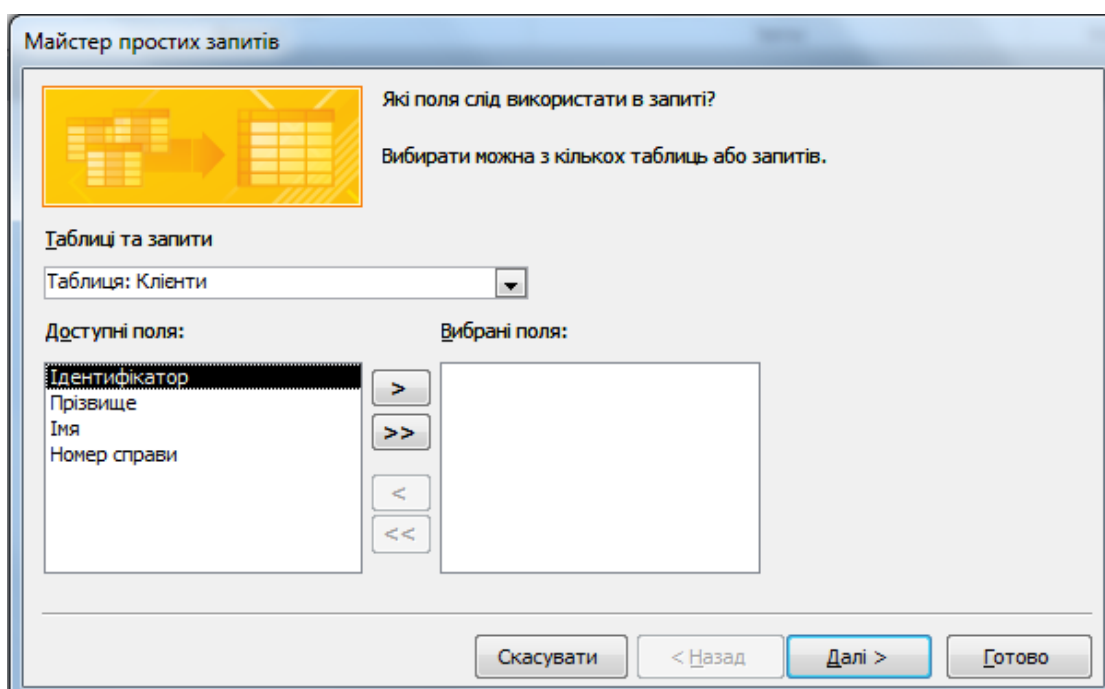 Майстер простих запитів
Які поля слід використати в запиті?
Вибирати можна з кількох таблиць або запитів.
Таблиці та запити
Таблиця: Клієнти
Доступні поля:
Вибрані поля:
Ідентифікатор
Прізвище
Імя
Номер справи
>
>>
<
<<
Скасувати
< Назад
Далі >
Готово